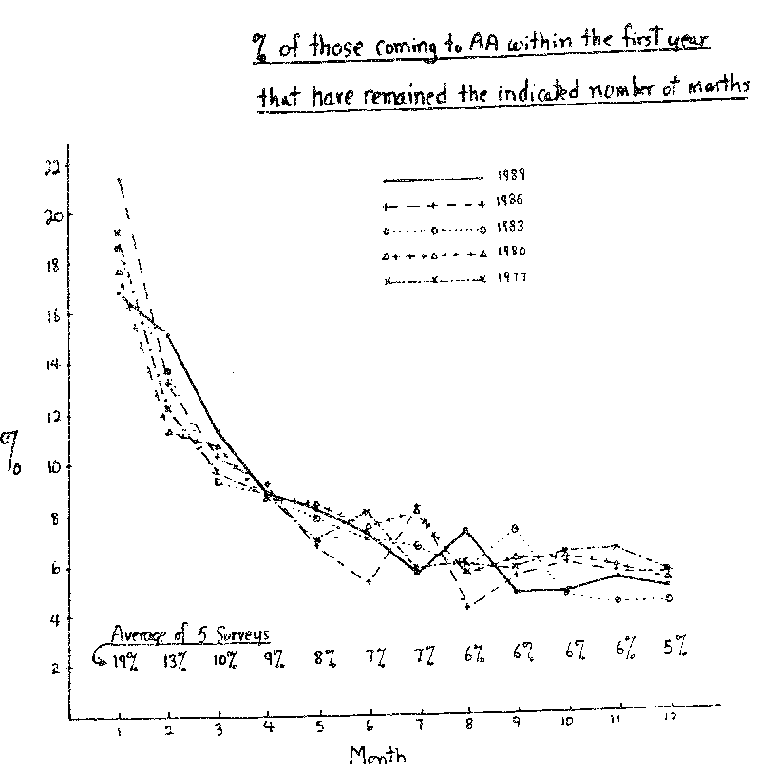 % of those coming to AA within the first year
that have remained the indicated number of months
22
20
18
16
14
12
10
8
6
4
2
%
1989
1986
1983
1980
1977
Average of 5 Surveys
19% 13% 10% 9% 8% 7% 7% 6% 6% 6% 6% 5%
1 2 3 4 5 6 7 8 9 10 11 12
Month